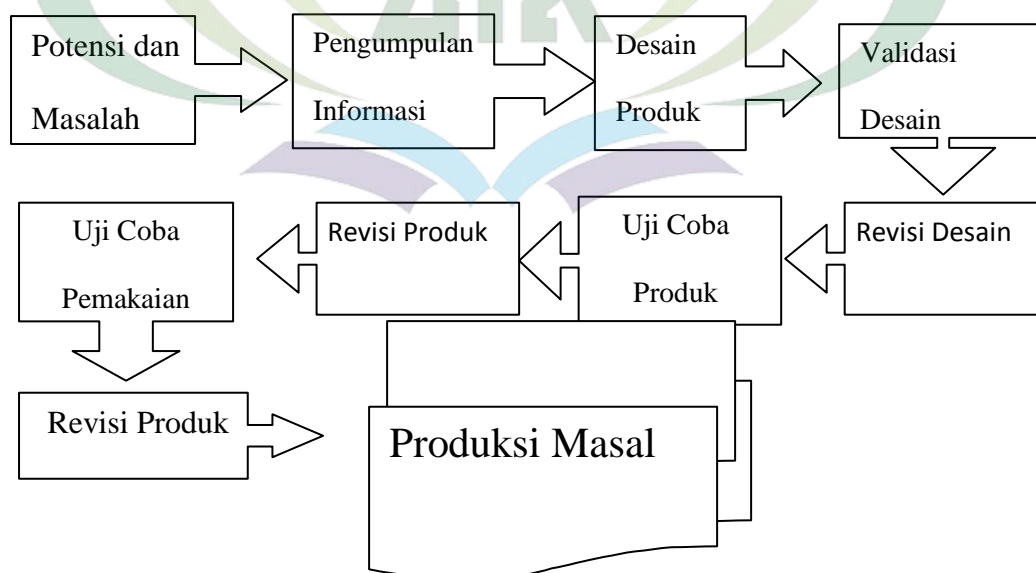 Potensi dan
Masalah
Pengumpulan
Informasi
Desain
Produk
Validasi
Desain
Revisi Desain
Uji Coba
Produk
Revisi Produk
Uji Coba
Pemakaian
Revisi Produk
Produksi Masal